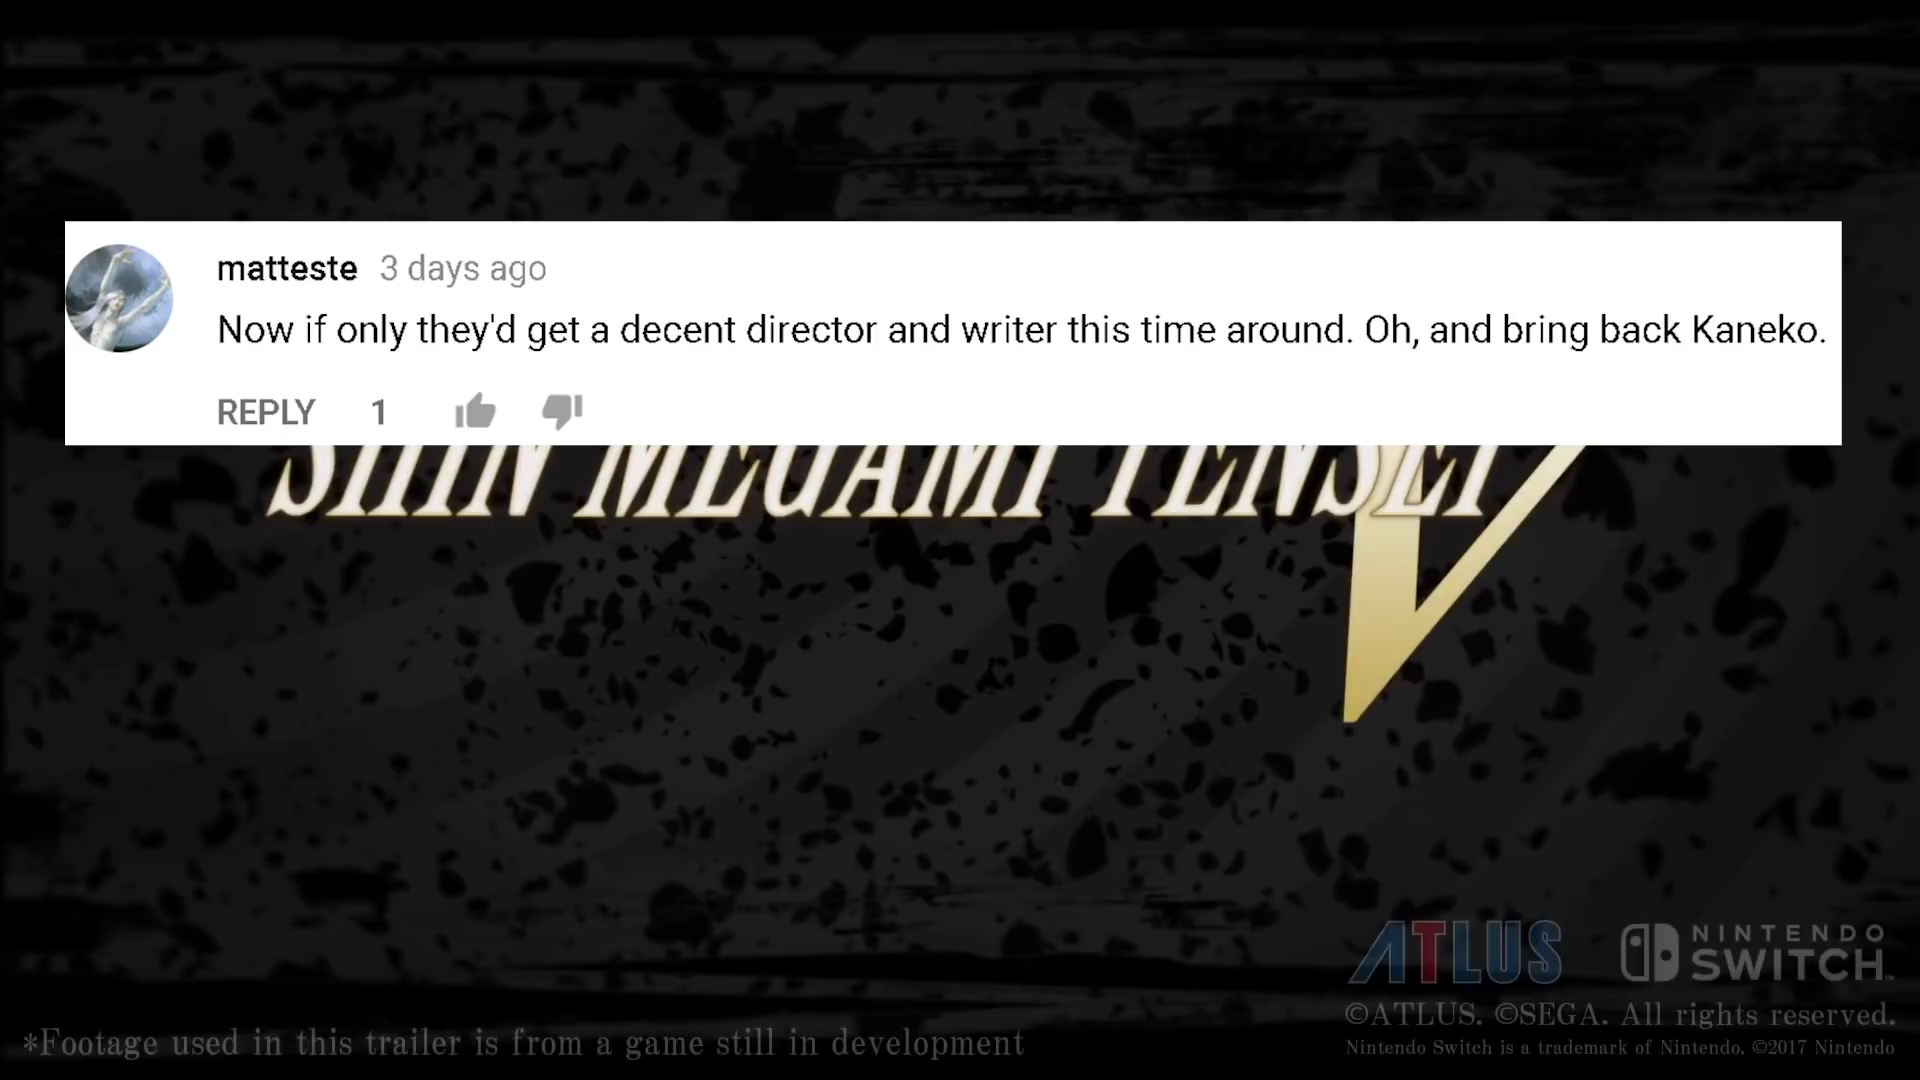 matteste 3 days ago
Now if only they'd get a decent director and writer this time around. Oh, and bring back Kaneko.
REPLY 1
SHIN MEGAMI TENSEI V
ATLUS
NINTENDO
SWITCH™
©ATLUS. ©SEGA. All rights reserved.
*Footage used in this trailer is from a game still in development
Nintendo Switch is a trademark of Nintendo. ©2017 Nintendo